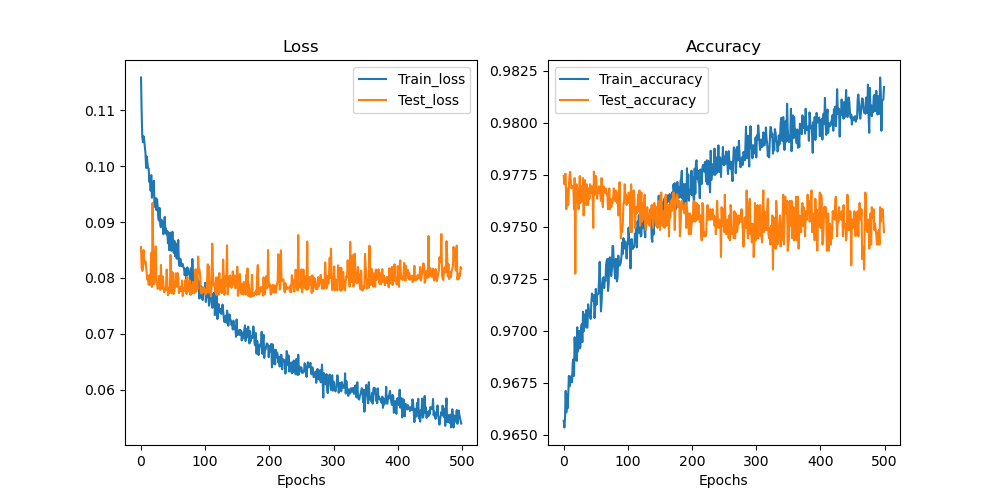 Loss
Train_loss
Test_loss
0.11
0.10
0.09
0.08
0.07
0.06
0 100 200 300 400 500
Epochs
Accuracy
Train_accuracy
Test_accuracy
0.9825
0.9800
0.9775
0.9750
0.9725
0.9700
0.9675
0.9650
0 100 200 300 400 500
Epochs